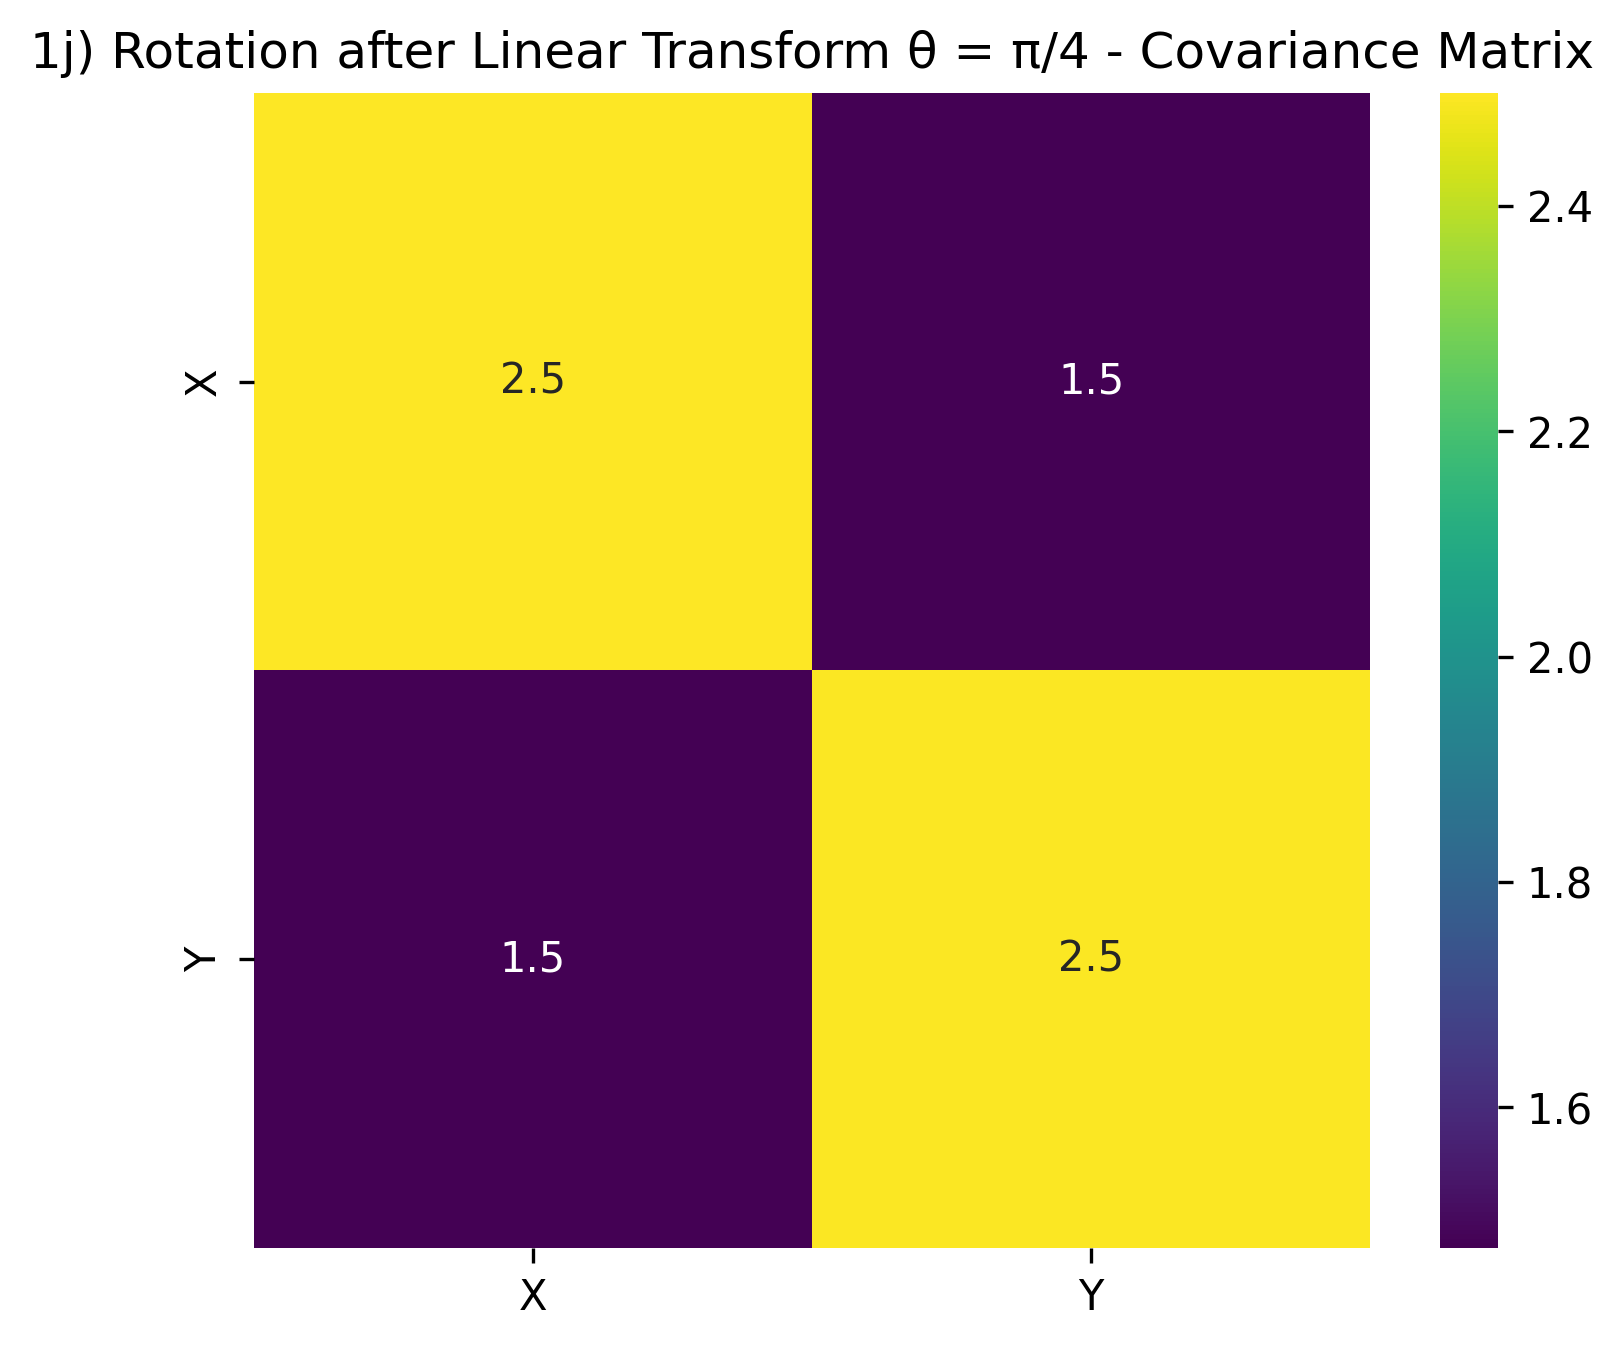 1j) Rotation after Linear Transform θ = π/4 - Covariance Matrix
X
2.5
1.5
Y
1.5
2.5
X
Y
2.4
2.2
2.0
1.8
1.6